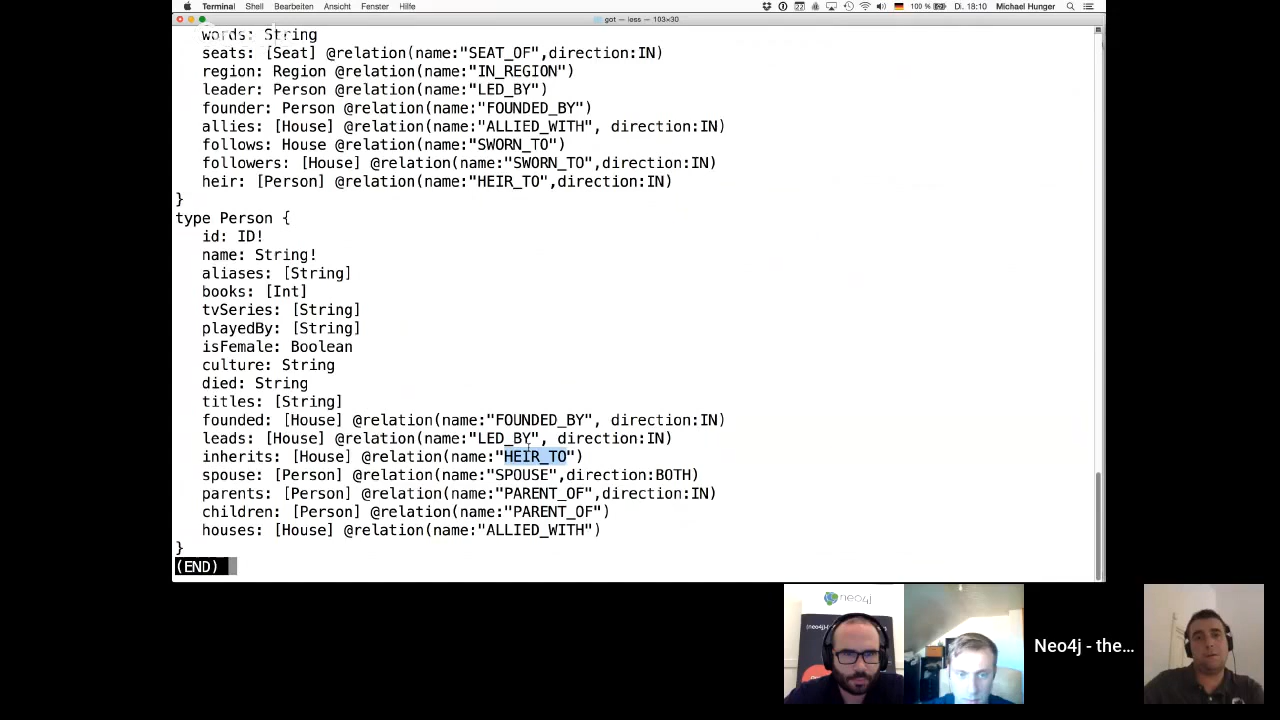 Terminal Shell Bearbeiten Ansicht Fenster Hilfe 100 % Di. 18:10 Michael Hunger
got — less — 103×30
words: String
seats: [Seat] @relation(name:"SEAT_OF",direction:IN)
region: Region @relation(name:"IN_REGION")
leader: Person @relation(name:"LED_BY")
founder: Person @relation(name:"FOUNDED_BY")
allies: [House] @relation(name:"ALLIED_WITH", direction:IN)
follows: House @relation(name:"SWORN_TO")
followers: [House] @relation(name:"SWORN_TO",direction:IN)
heir: [Person] @relation(name:"HEIR_TO",direction:IN)
}
type Person {
id: ID!
name: String!
aliases: [String]
books: [Int]
tvSeries: [String]
playedBy: [String]
isFemale: Boolean
culture: String
died: String
titles: [String]
founded: [House] @relation(name:"FOUNDED_BY", direction:IN)
leads: [House] @relation(name:"LED_BY", direction:IN)
inherits: [House] @relation(name:"HEIR_TO")
spouse: [Person] @relation(name:"SPOUSE",direction:BOTH)
parents: [Person] @relation(name:"PARENT_OF",direction:IN)
children: [Person] @relation(name:"PARENT_OF")
houses: [House] @relation(name:"ALLIED_WITH")
}
(END)
neo4j
Neo4j - the...